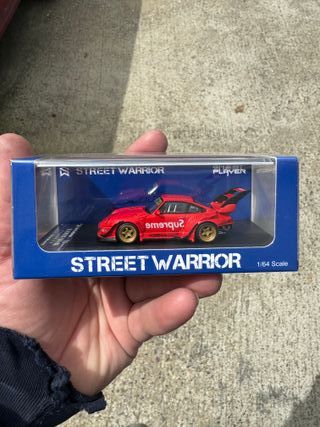 STREET WARRIOR
PLAYER
Supreme
STREET WARRIOR
1/64 Scale